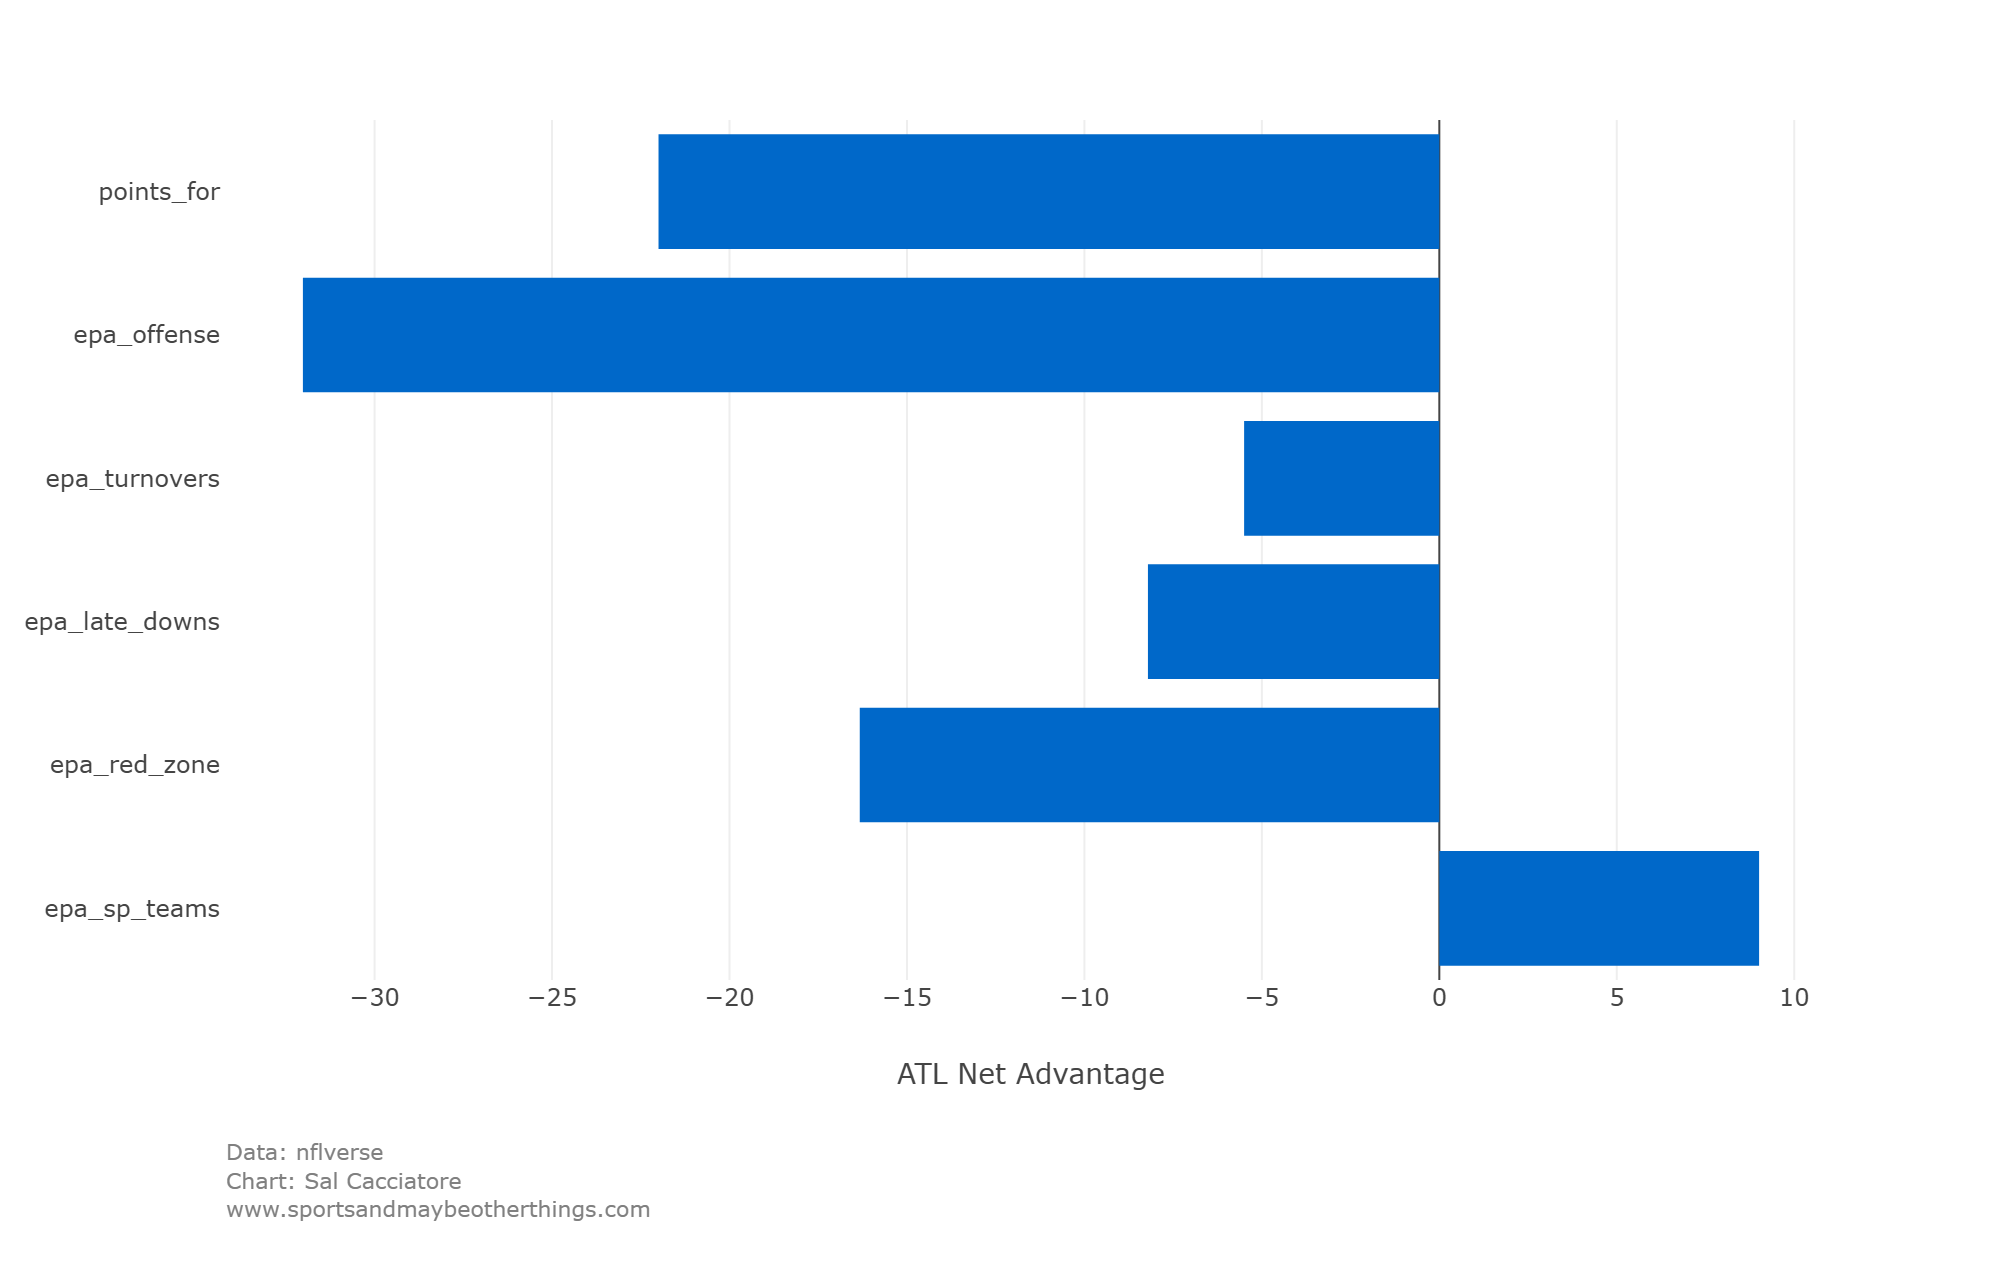 points_for
epa_offense
epa_turnovers
epa_late_downs
epa_red_zone
epa_sp_teams
−30 −25 −20 −15 −10 −5 0 5 10
ATL Net Advantage
Data: nflverse
Chart: Sal Cacciatore
www.sportsandmaybeotherthings.com